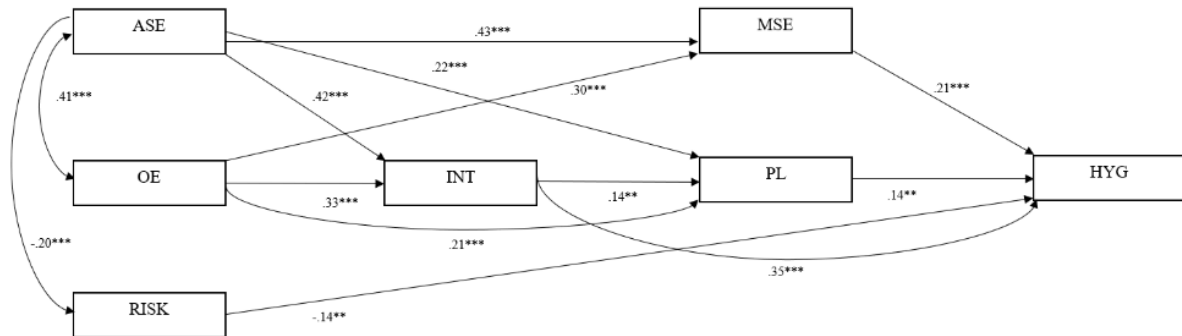 ASE
MSE
.43***
.22***
.41***
.42***
.30***
.21***
OE
INT
PL
HYG
.33***
.14**
.14**
.21***
-.20***
.35***
RISK
-.14**